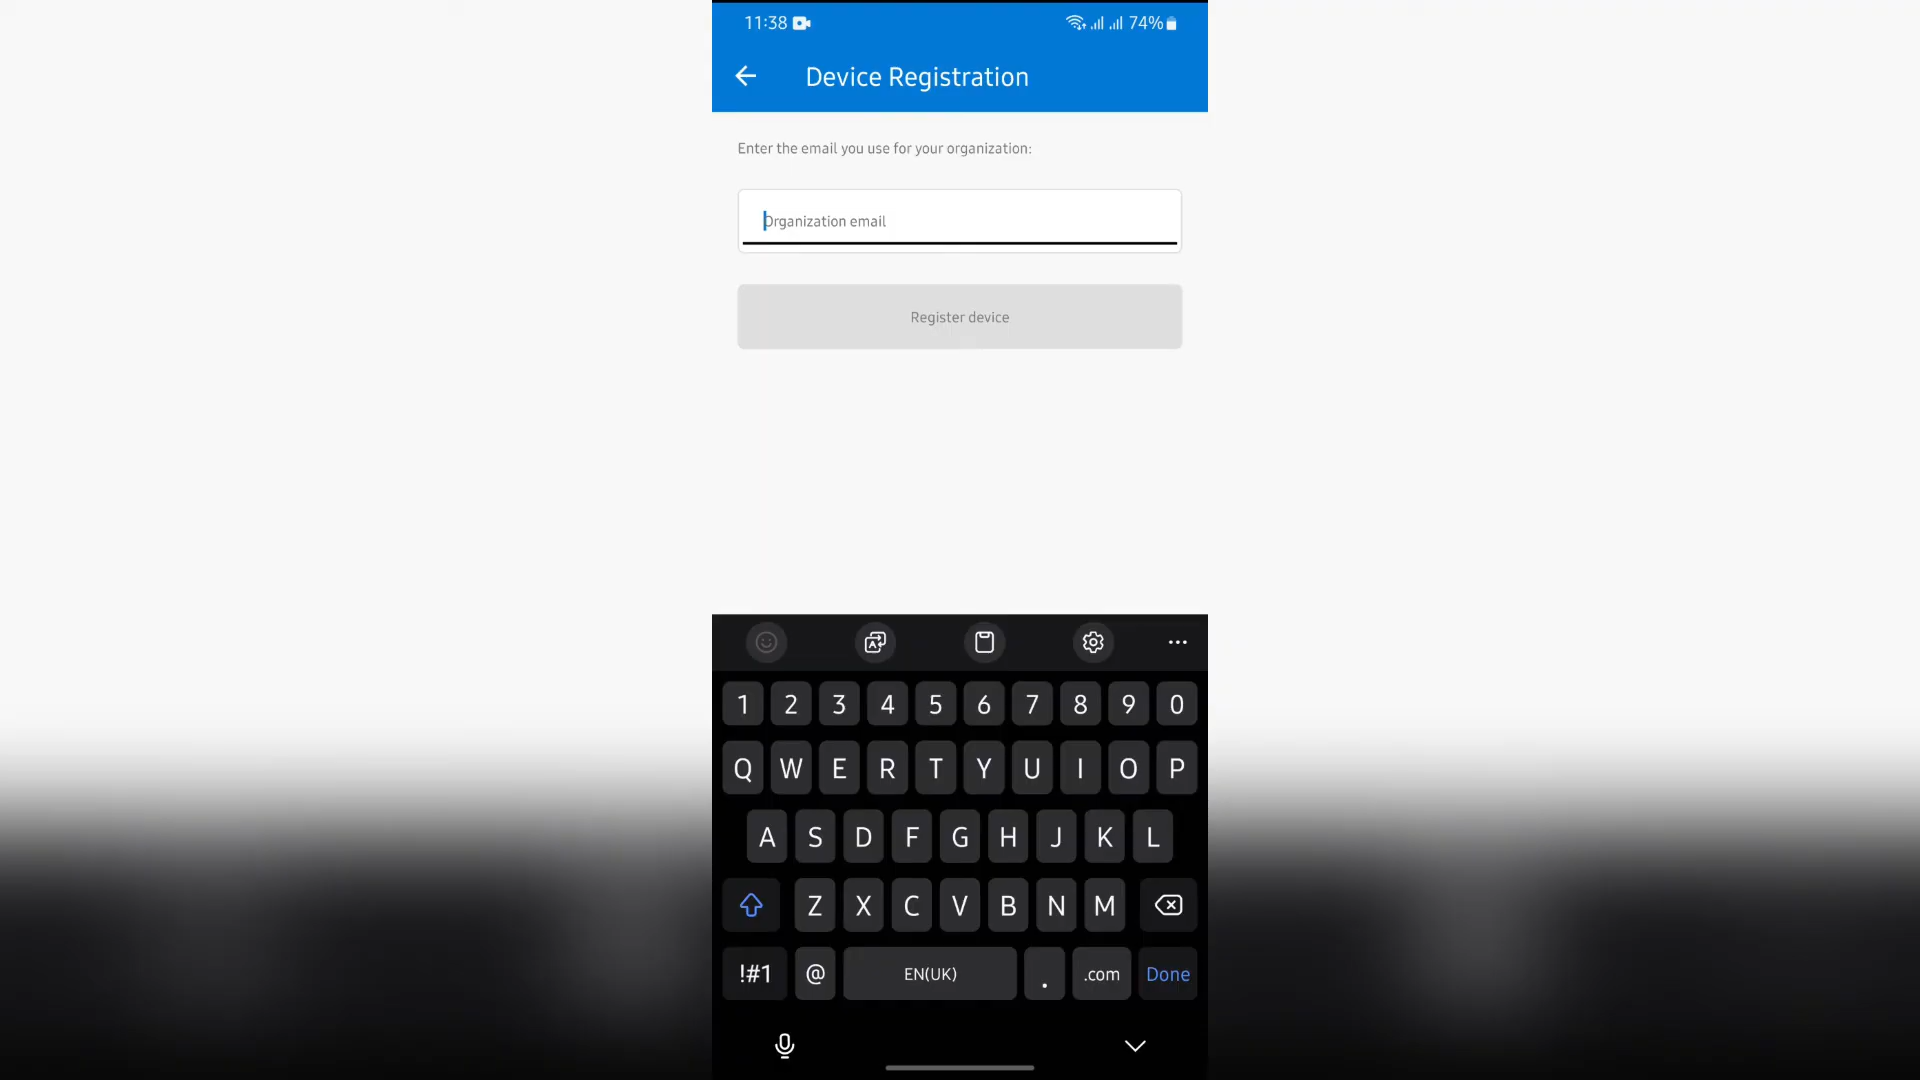 11:38 74%
Device Registration
Enter the email you use for your organization:
Organization email
Register device
1 2 3 4 5 6 7 8 9 0
Q W E R T Y U I O P
A S D F G H J K L
Z X C V B N M
!#1 @ EN(UK) . .com Done